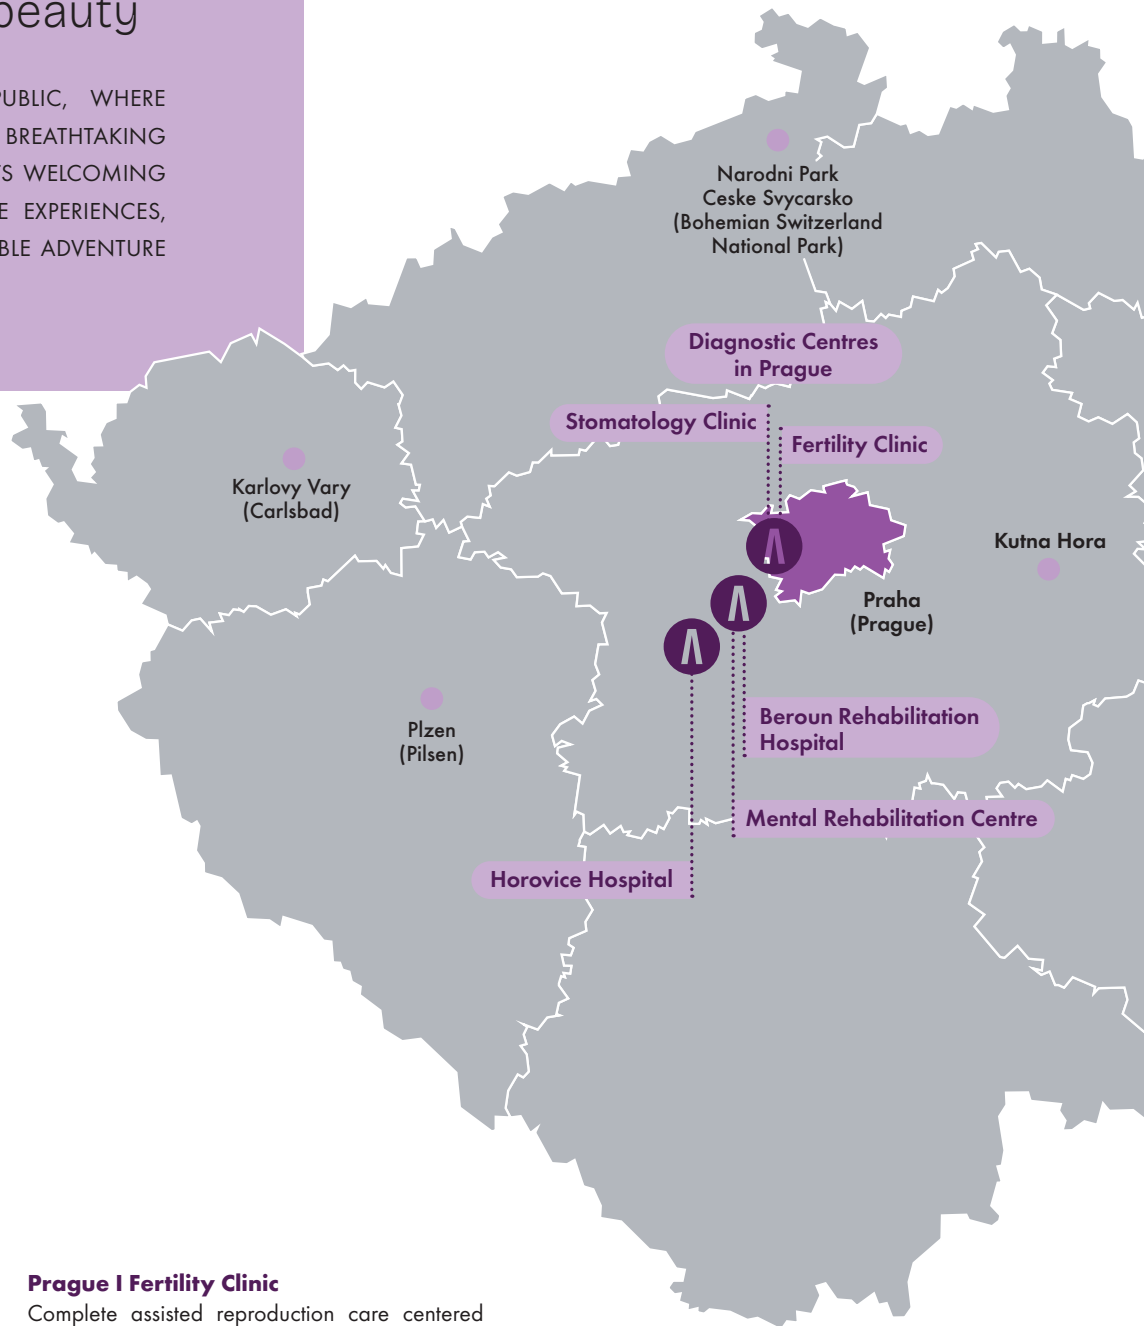 beauty
WHERE
BREATHTAKING
WELCOMING
EXPERIENCES,
ADVENTURE
Narodni Park
Ceske Svycarsko
(Bohemian Switzerland
National Park)
Diagnostic Centres
in Prague
Stomatology Clinic
Fertility Clinic
Karlovy Vary
(Carlsbad)
Kutna Hora
Praha
(Prague)
Plzen
(Pilsen)
Beroun Rehabilitation
Hospital
Mental Rehabilitation Centre
Horovice Hospital
Prague I Fertility Clinic
Complete assisted reproduction care centered